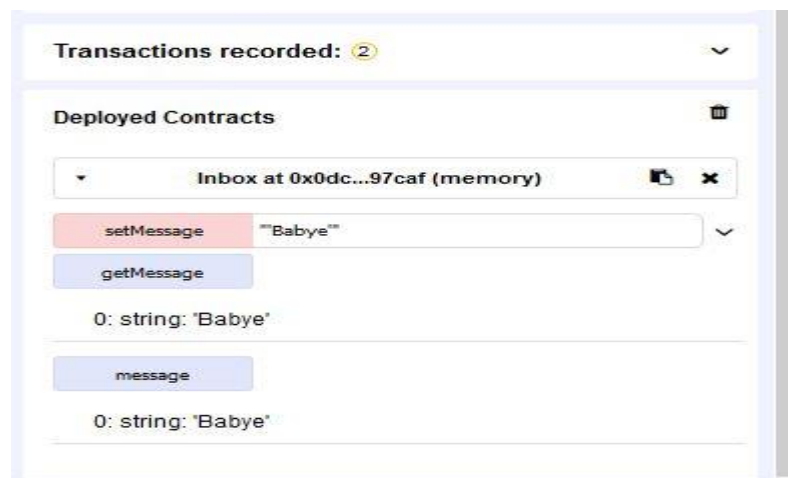 Transactions recorded: 2
Deployed Contracts
Inbox at 0x0dc...97caf (memory)
setMessage ""Babye""
getMessage
0: string: "Babye"
message
0: string: "Babye"